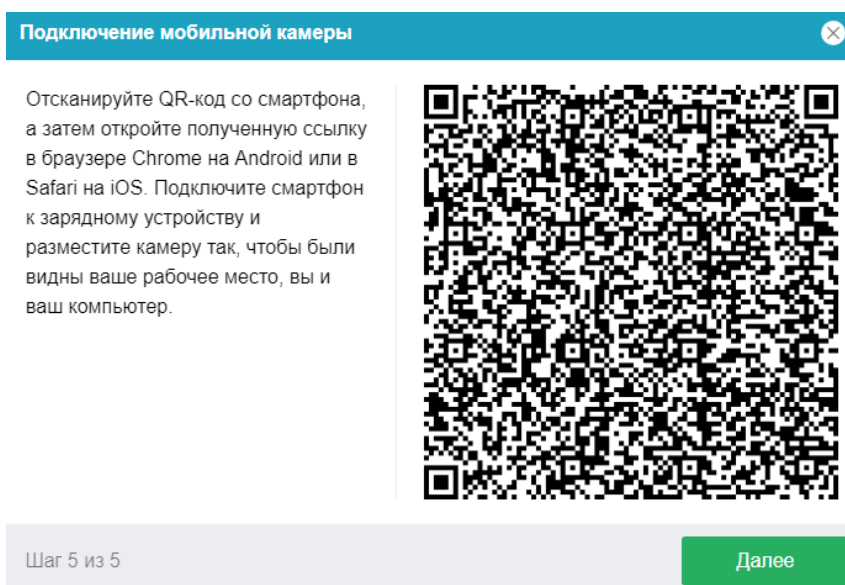 Подключение мобильной камеры
Отсканируйте QR-код со смартфона,
а затем откройте полученную ссылку
в браузере Chrome на Android или в
Safari на iOS. Подключите смартфон
к зарядному устройству и
разместите камеру так, чтобы были
видны ваше рабочее место, вы и
ваш компьютер.
Шаг 5 из 5
Далее